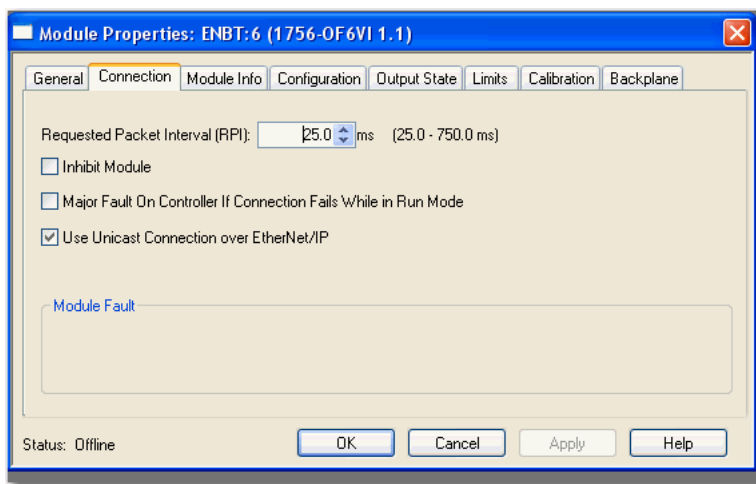 Module Properties: ENBT:6 (1756-OF6VI 1.1)
General Connection Module Info Configuration Output State Limits Calibration Backplane
Requested Packet Interval (RPI): 25.0 ms (25.0 - 750.0 ms)
Inhibit Module
Major Fault On Controller If Connection Fails While in Run Mode
Use Unicast Connection over EtherNet/IP
Module Fault
Status: Offline OK Cancel Apply Help